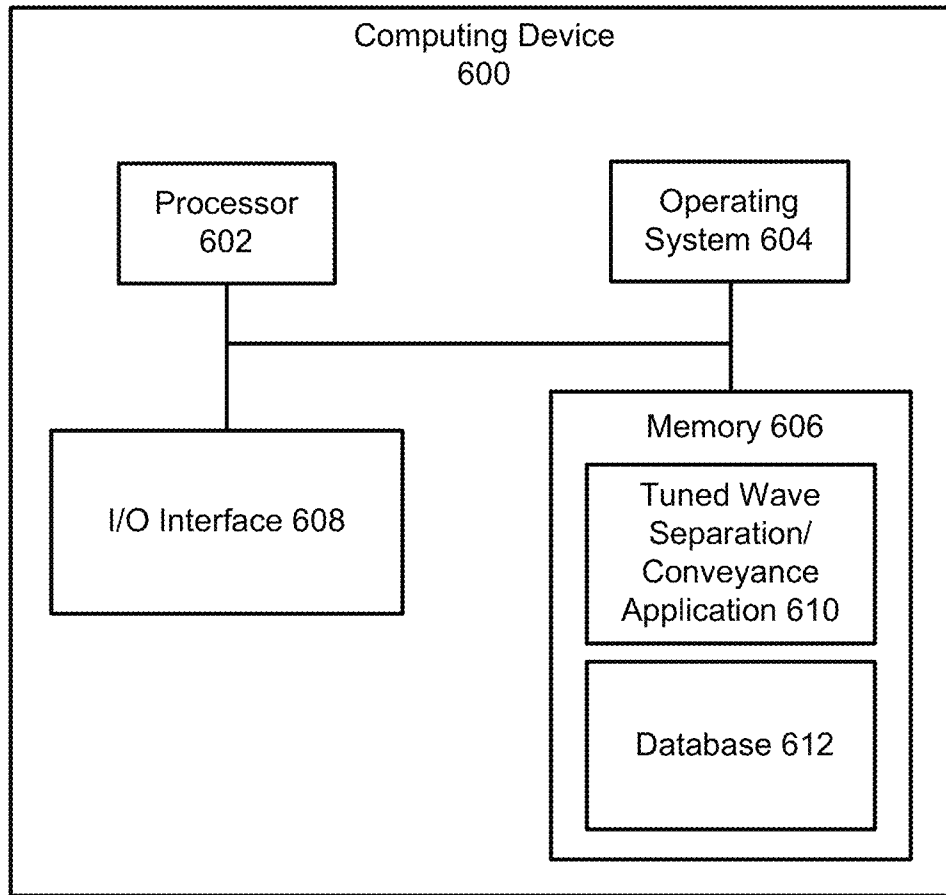 Computing Device
600
Processor
602
Operating
System 604
I/O Interface 608
Memory 606
Tuned Wave
Separation/
Conveyance
Application 610
Database 612